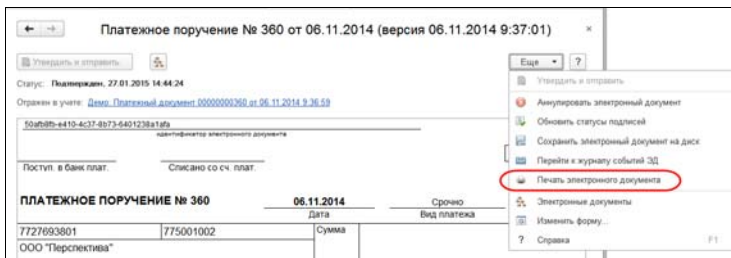 Платежное поручение № 360 от 06.11.2014 (версия 06.11.2014 9:37:01)
Утвердить и отправить
Еще
?
Статус: Подтвержден, 27.01.2015 14:44:24
Отражен в учете: Демо: Платежный документ 00000000360 от 06.11.2014 9:36:59
50afb8fb-e410-4c37-8b73-6401238a1afa
идентификатор электронного документа
Поступ. в банк плат.
Списано со сч. плат.
ПЛАТЕЖНОЕ ПОРУЧЕНИЕ № 360
06.11.2014
Срочно
Дата
Вид платежа
7727693801
775001002
Сумма
ООО "Перспектива"
Утвердить и отправить
Аннулировать электронный документ
Обновить статусы подписей
Сохранить электронный документ на диск
Перейти к журналу событий ЭД
Печать электронного документа
Электронные документы
Изменить форму...
? Справка F1